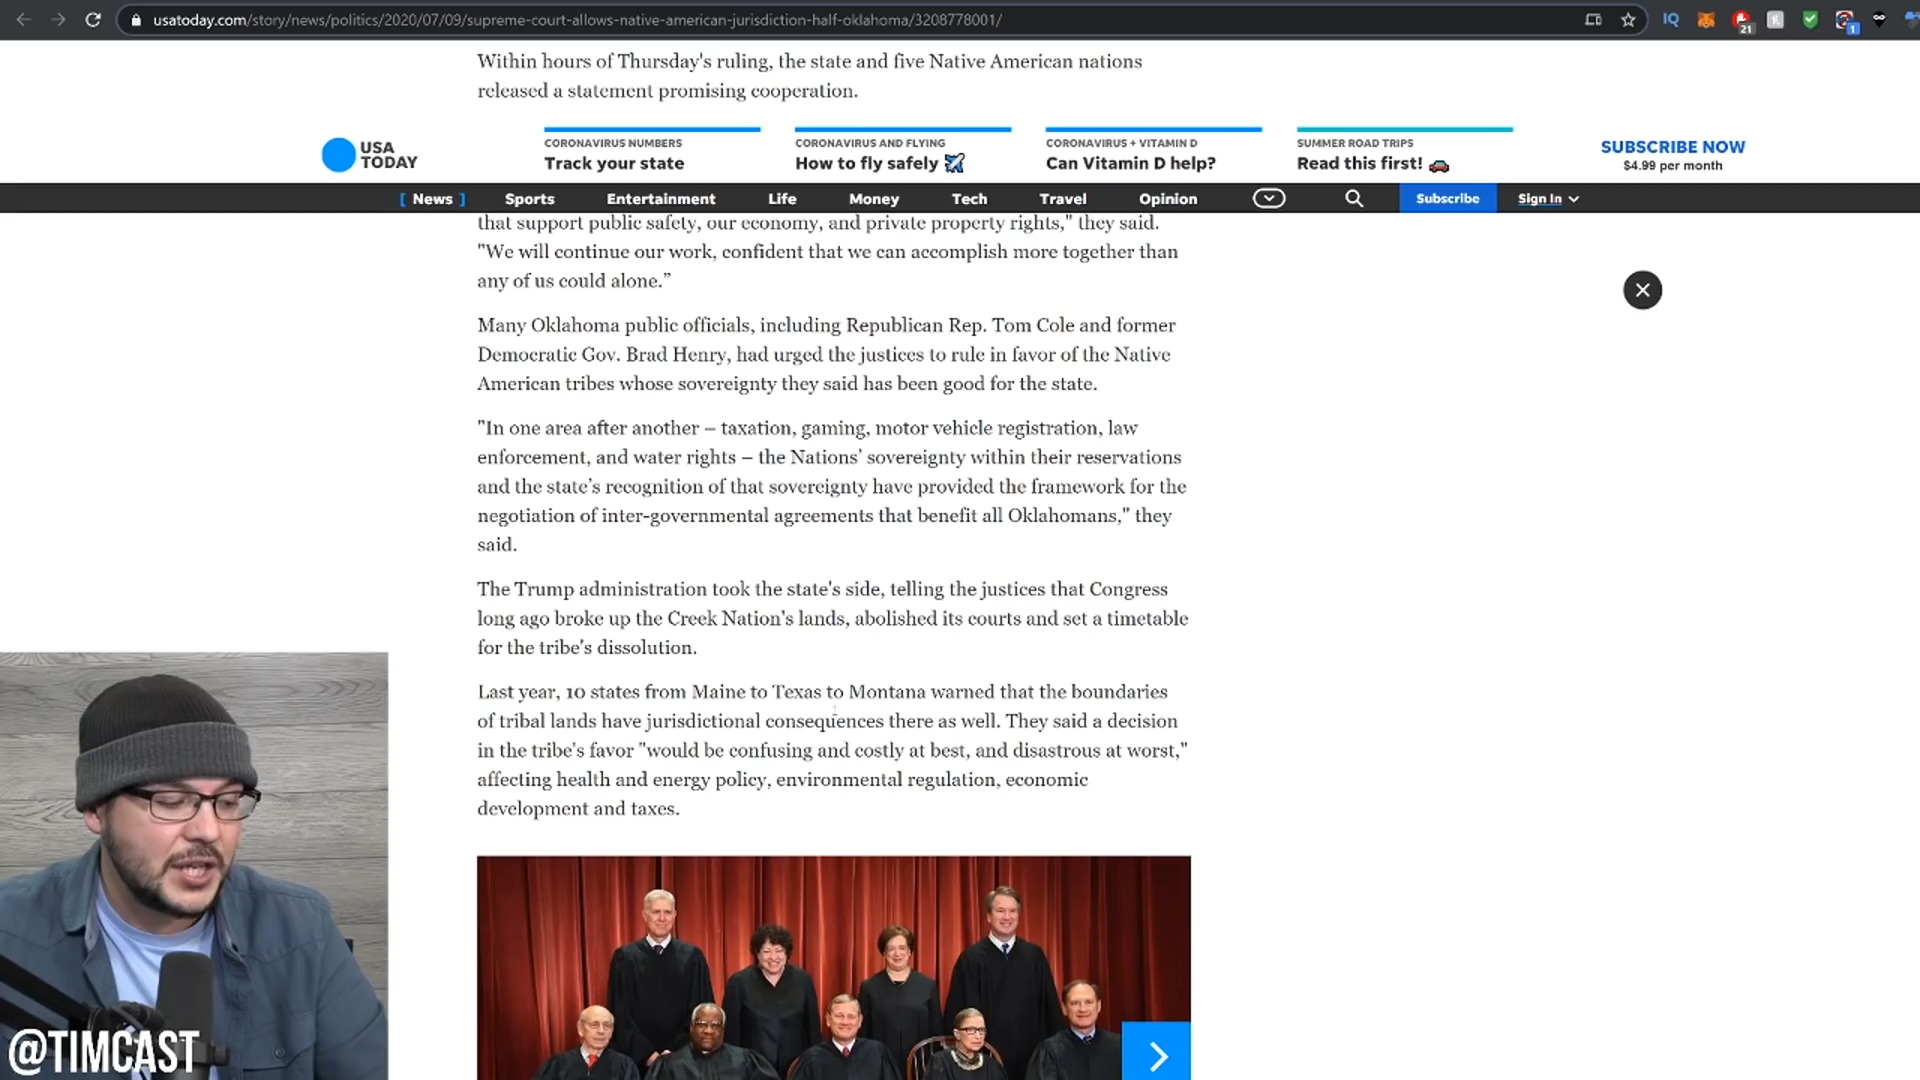 usatoday.com/story/news/politics/2020/07/09/supreme-court-allows-native-american-jurisdiction-half-oklahoma/3208778001/
IQ
21
1
Within hours of Thursday's ruling, the state and five Native American nations
released a statement promising cooperation.
USA
TODAY
CORONAVIRUS NUMBERS
Track your state
CORONAVIRUS AND FLYING
How to fly safely ✈️
CORONAVIRUS + VITAMIN D
Can Vitamin D help?
SUMMER ROAD TRIPS
Read this first! 🚗
SUBSCRIBE NOW
$4.99 per month
[ News ] Sports Entertainment Life Money Tech Travel Opinion Subscribe Sign In
that support public safety, our economy, and private property rights," they said.
"We will continue our work, confident that we can accomplish more together than
any of us could alone.”
Many Oklahoma public officials, including Republican Rep. Tom Cole and former
Democratic Gov. Brad Henry, had urged the justices to rule in favor of the Native
American tribes whose sovereignty they said has been good for the state.
"In one area after another – taxation, gaming, motor vehicle registration, law
enforcement, and water rights – the Nations’ sovereignty within their reservations
and the state’s recognition of that sovereignty have provided the framework for the
negotiation of inter-governmental agreements that benefit all Oklahomans," they
said.
The Trump administration took the state's side, telling the justices that Congress
long ago broke up the Creek Nation's lands, abolished its courts and set a timetable
for the tribe's dissolution.
Last year, 10 states from Maine to Texas to Montana warned that the boundaries
of tribal lands have jurisdictional consequences there as well. They said a decision
in the tribe's favor "would be confusing and costly at best, and disastrous at worst,"
affecting health and energy policy, environmental regulation, economic
development and taxes.
@TIMCAST